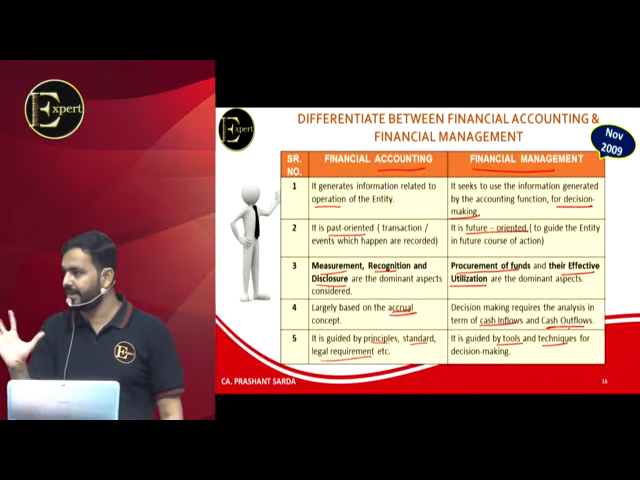 Expert
Expert
DIFFERENTIATE BETWEEN FINANCIAL ACCOUNTING &
FINANCIAL MANAGEMENT
Nov
2009
SR.
NO.
FINANCIAL ACCOUNTING
FINANCIAL MANAGEMENT
1
It generates information related to
operation of the Entity.
It seeks to use the information generated
by the accounting function, for decision-
making.
2
It is past-oriented ( transaction /
events which happen are recorded)
It is future – oriented.( to guide the Entity
in future course of action)
3
Measurement, Recognition and
Disclosure are the dominant aspects
considered.
Procurement of funds and their Effective
Utilization are the dominant aspects.
4
Largely based on the accrual
concept.
Decision making requires the analysis in
term of cash Inflows and Cash Outflows.
5
It is guided by principles, standard,
legal requirement etc.
It is guided by tools and techniques for
decision-making.
CA. PRASHANT SARDA
16